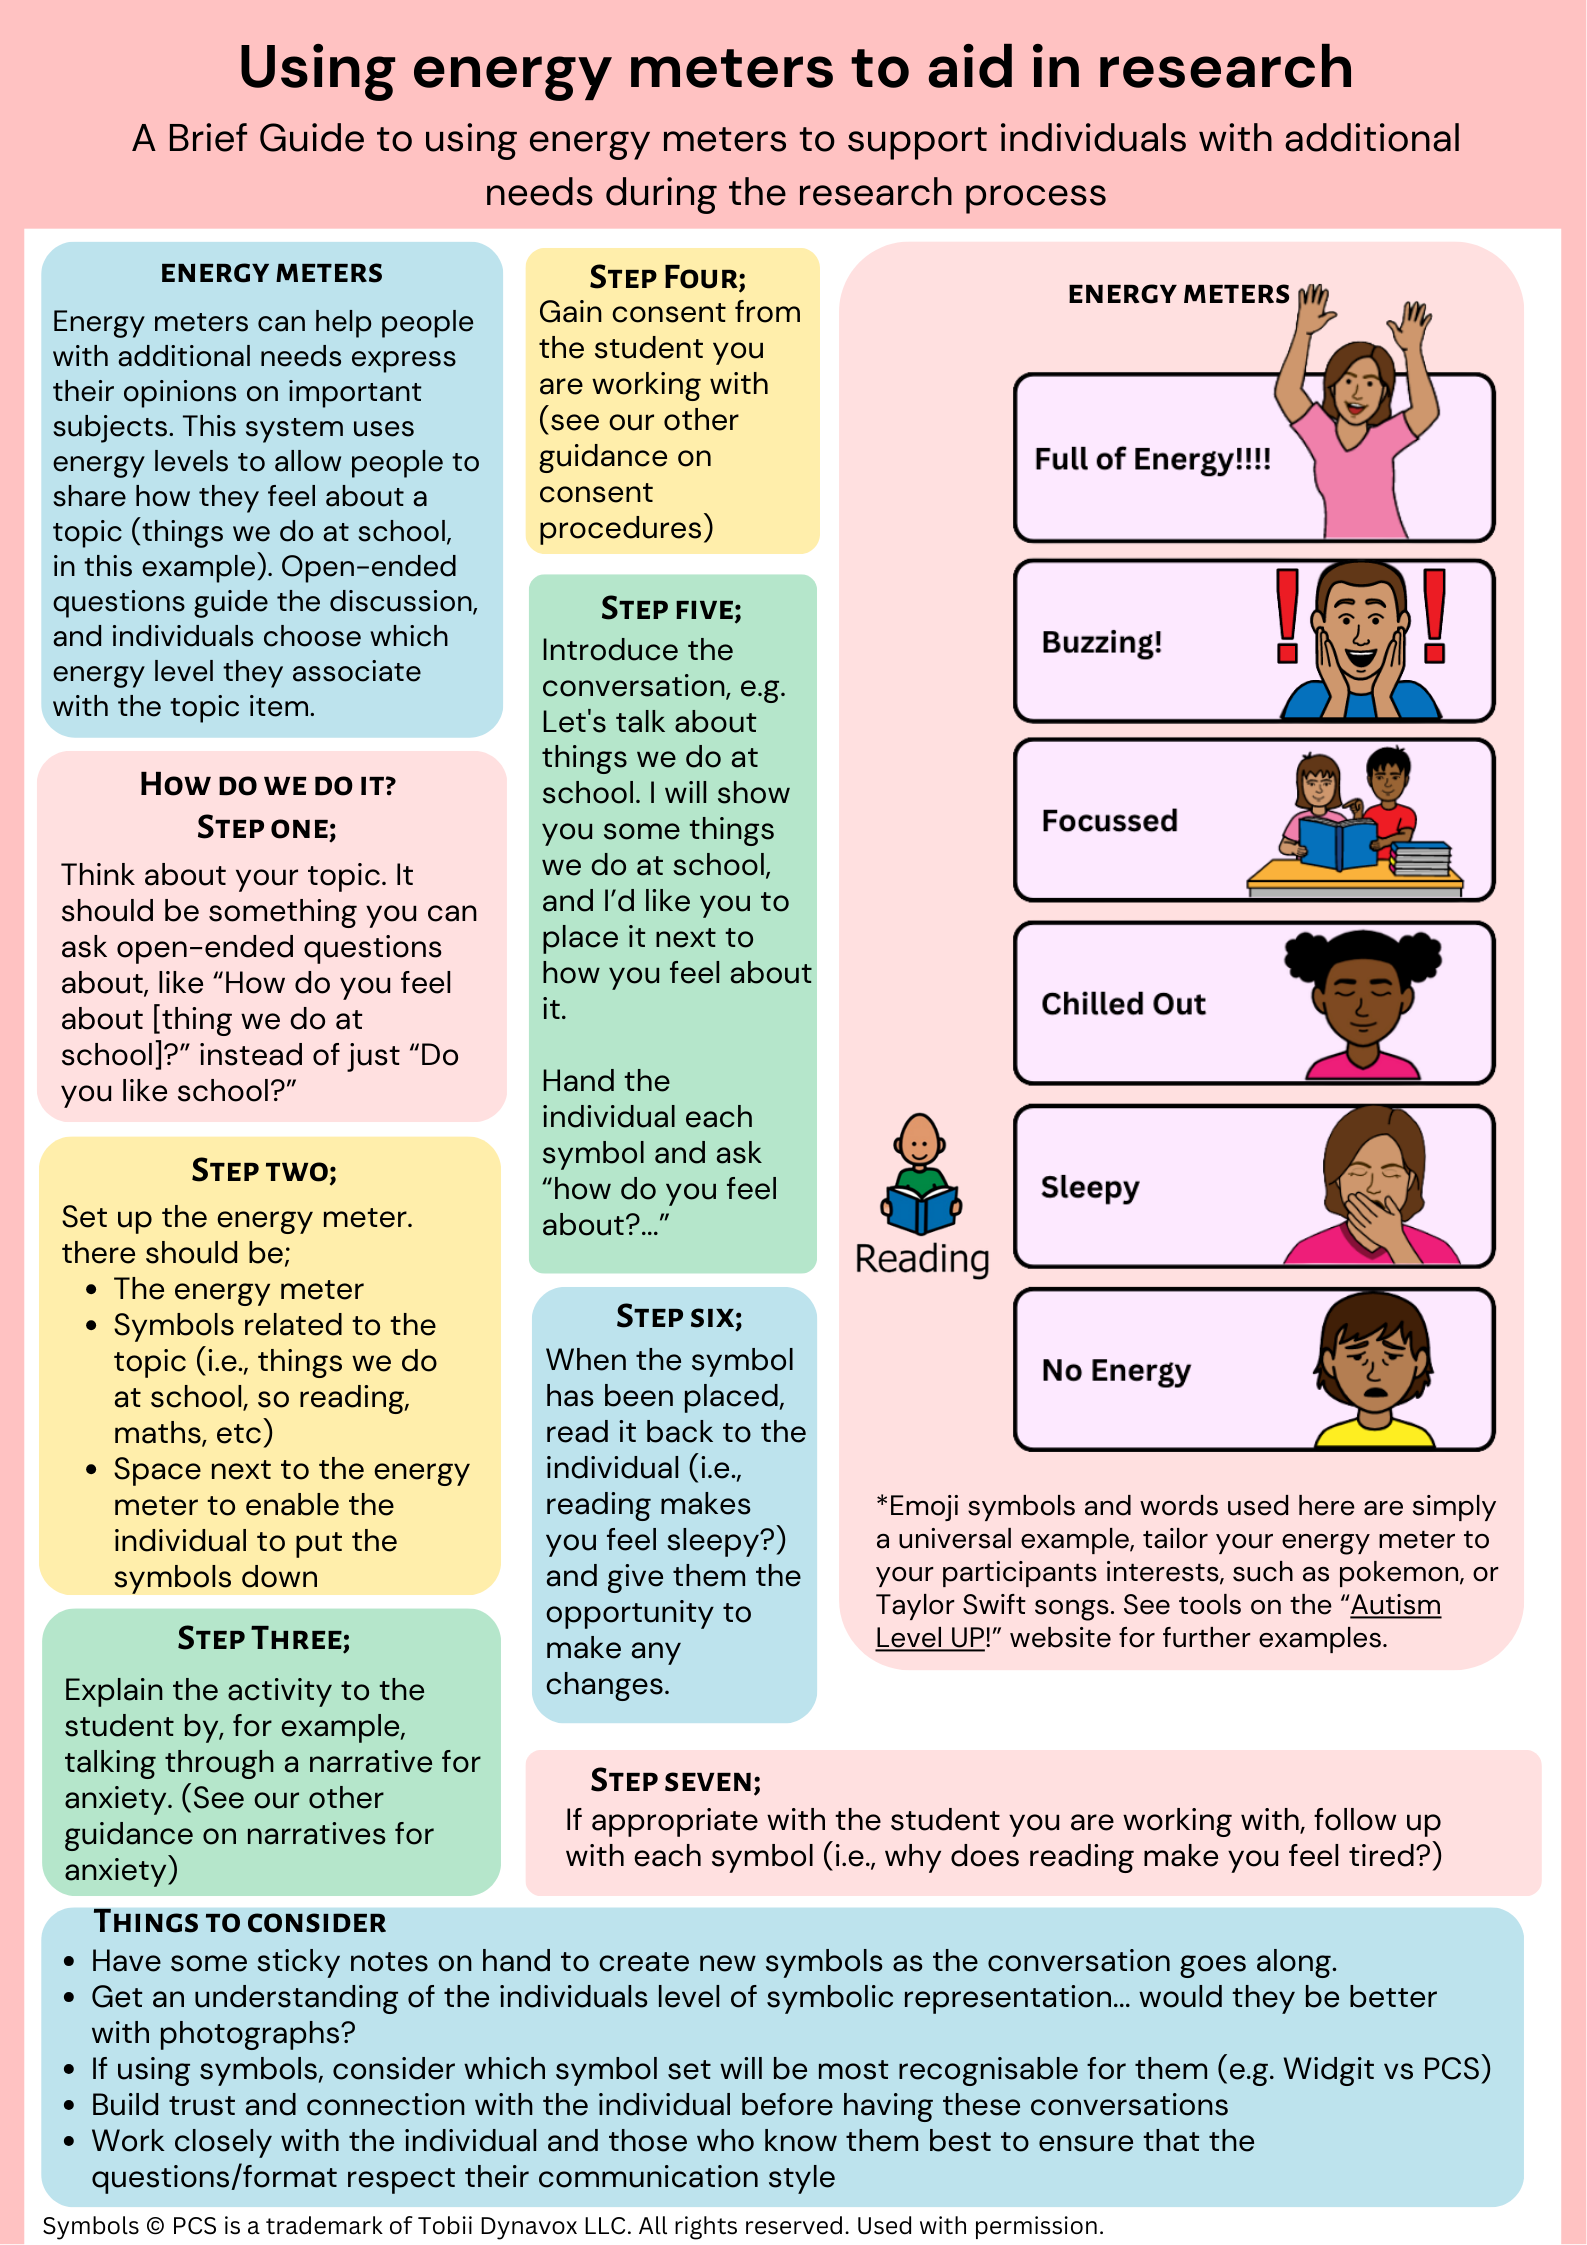 Using energy meters to aid in research
A Brief Guide to using energy meters to support individuals with additional
needs during the research process
ENERGY METERS
Energy meters can help people
with additional needs express
their opinions on important
subjects. This system uses
energy levels to allow people to
share how they feel about a
topic (things we do at school,
in this example). Open-ended
questions guide the discussion,
and individuals choose which
energy level they associate
with the topic item.
HOW DO WE DO IT?
STEP ONE;
Think about your topic. It
should be something you can
ask open-ended questions
about, like “How do you feel
about [thing we do at
school]?” instead of just “Do
you like school?”
STEP TWO;
Set up the energy meter.
there should be;
• The energy meter
• Symbols related to the
topic (i.e., things we do
at school, so reading,
maths, etc)
• Space next to the energy
meter to enable the
individual to put the
symbols down
STEP THREE;
Explain the activity to the
student by, for example,
talking through a narrative for
anxiety. (See our other
guidance on narratives for
anxiety)
STEP FOUR;
Gain consent from
the student you
are working with
(see our other
guidance on
consent
procedures)
STEP FIVE;
Introduce the
conversation, e.g.
Let's talk about
things we do at
school. I will show
you some things
we do at school,
and I’d like you to
place it next to
how you feel about
it.
Hand the
individual each
symbol and ask
“how do you feel
about?...”
STEP SIX;
When the symbol
has been placed,
read it back to the
individual (i.e.,
reading makes
you feel sleepy?)
and give them the
opportunity to
make any
changes.
ENERGY METERS
Full of Energy!!!!
Buzzing!
Focussed
Chilled Out
Sleepy
Reading
No Energy
*Emoji symbols and words used here are simply
a universal example, tailor your energy meter to
your participants interests, such as pokemon, or
Taylor Swift songs. See tools on the “Autism
Level UP!” website for further examples.
STEP SEVEN;
If appropriate with the student you are working with, follow up
with each symbol (i.e., why does reading make you feel tired?)
THINGS TO CONSIDER
• Have some sticky notes on hand to create new symbols as the conversation goes along.
• Get an understanding of the individuals level of symbolic representation... would they be better
with photographs?
• If using symbols, consider which symbol set will be most recognisable for them (e.g. Widgit vs PCS)
• Build trust and connection with the individual before having these conversations
• Work closely with the individual and those who know them best to ensure that the
questions/format respect their communication style
Symbols © PCS is a trademark of Tobii Dynavox LLC. All rights reserved. Used with permission.